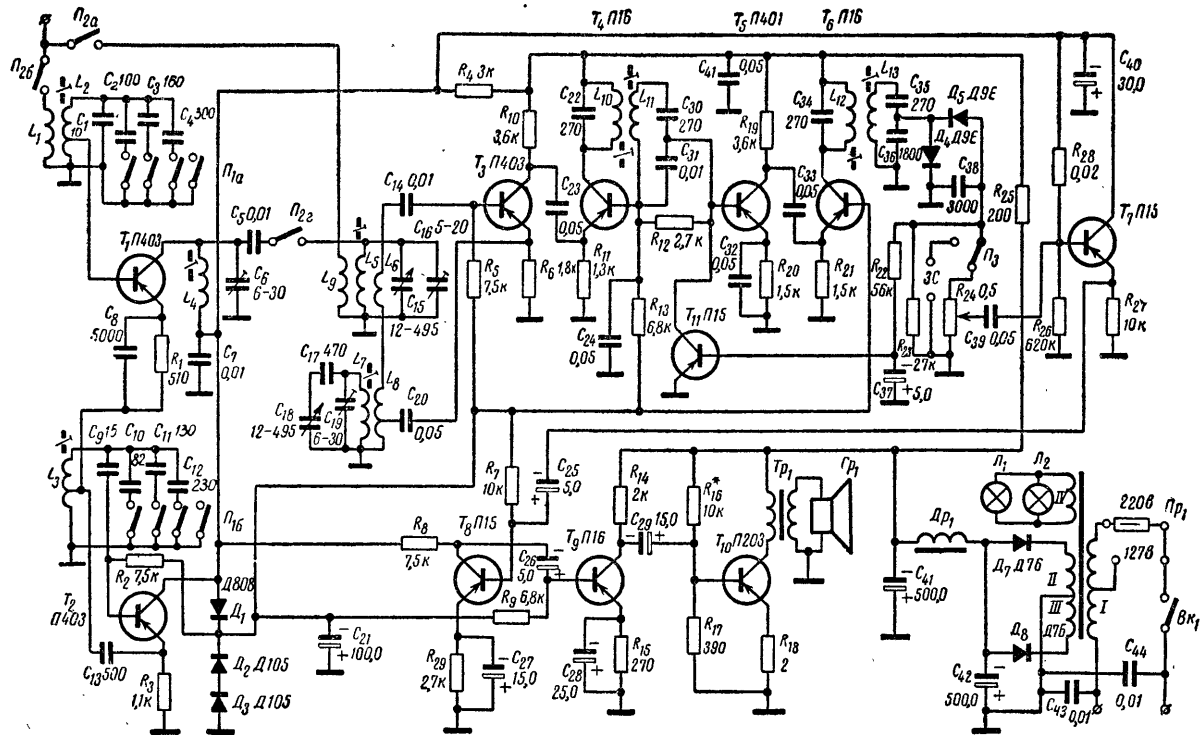 П2а
П2б
L1
L2
C1
10
C2 100
C3 160
C4 300
П1а
T1 П403
C5 0,01
П2г
L4
C6
6-30
C8
5000
R1
510
C7
0,01
L3
C9 15
C10
82
C11 130
C12
230
П1б
R2 7,5к
T2
П403
C13 500
R3
1,1к
Д808
Д1
Д2 Д105
Д3 Д105
R4 3к
R10
3,6к
T3 П403
C14 0,01
C16 5-20
L9
L5
L6
C15
12-495
R5
7,5к
R6 1,8к
C17 470
C18
12-495
C19
6-30
L7
L8
C20
0,05
T4 П16
C22
270
L10
L11
C30
270
C31
0,01
C23
0,05
R11
1,3к
R12 2,7к
C24
0,05
R13
6,8к
T11 П15
T5 П401
C41
0,05
R19
3,6к
C32
0,05
R20
1,5к
C33
0,05
T6 П16
C34
270
L12
L13
C35
270
C36
1800
Д5 Д9Е
Д4 Д9Е
C38
3000
R21
1,5к
R22
56к
R23
27к
C37
5,0
ЗС
П3
R24 0,5
C39 0,05
R25
200
R26
620к
R28
0,02
C40
30,0
T7 П15
R27
10к
R7
10к
C25
5,0
R8
7,5к
T8 П15
C26
5,0
R9 6,8к
C21
100,0
R29
2,7к
C27
15,0
T9 П16
R14
2к
C29 15,0
C28
25,0
R15
270
R16*
10к
T10 П203
R17
390
R18
2
Тр1
Гр1
C41
500,0
Др1
Л1
Л2
IV
Д7 Д7Б
II
III
I
Д7Б
Д8
C42
500,0
C43
0,01
C44
0,01
220в
Пр1
127в
Вк1